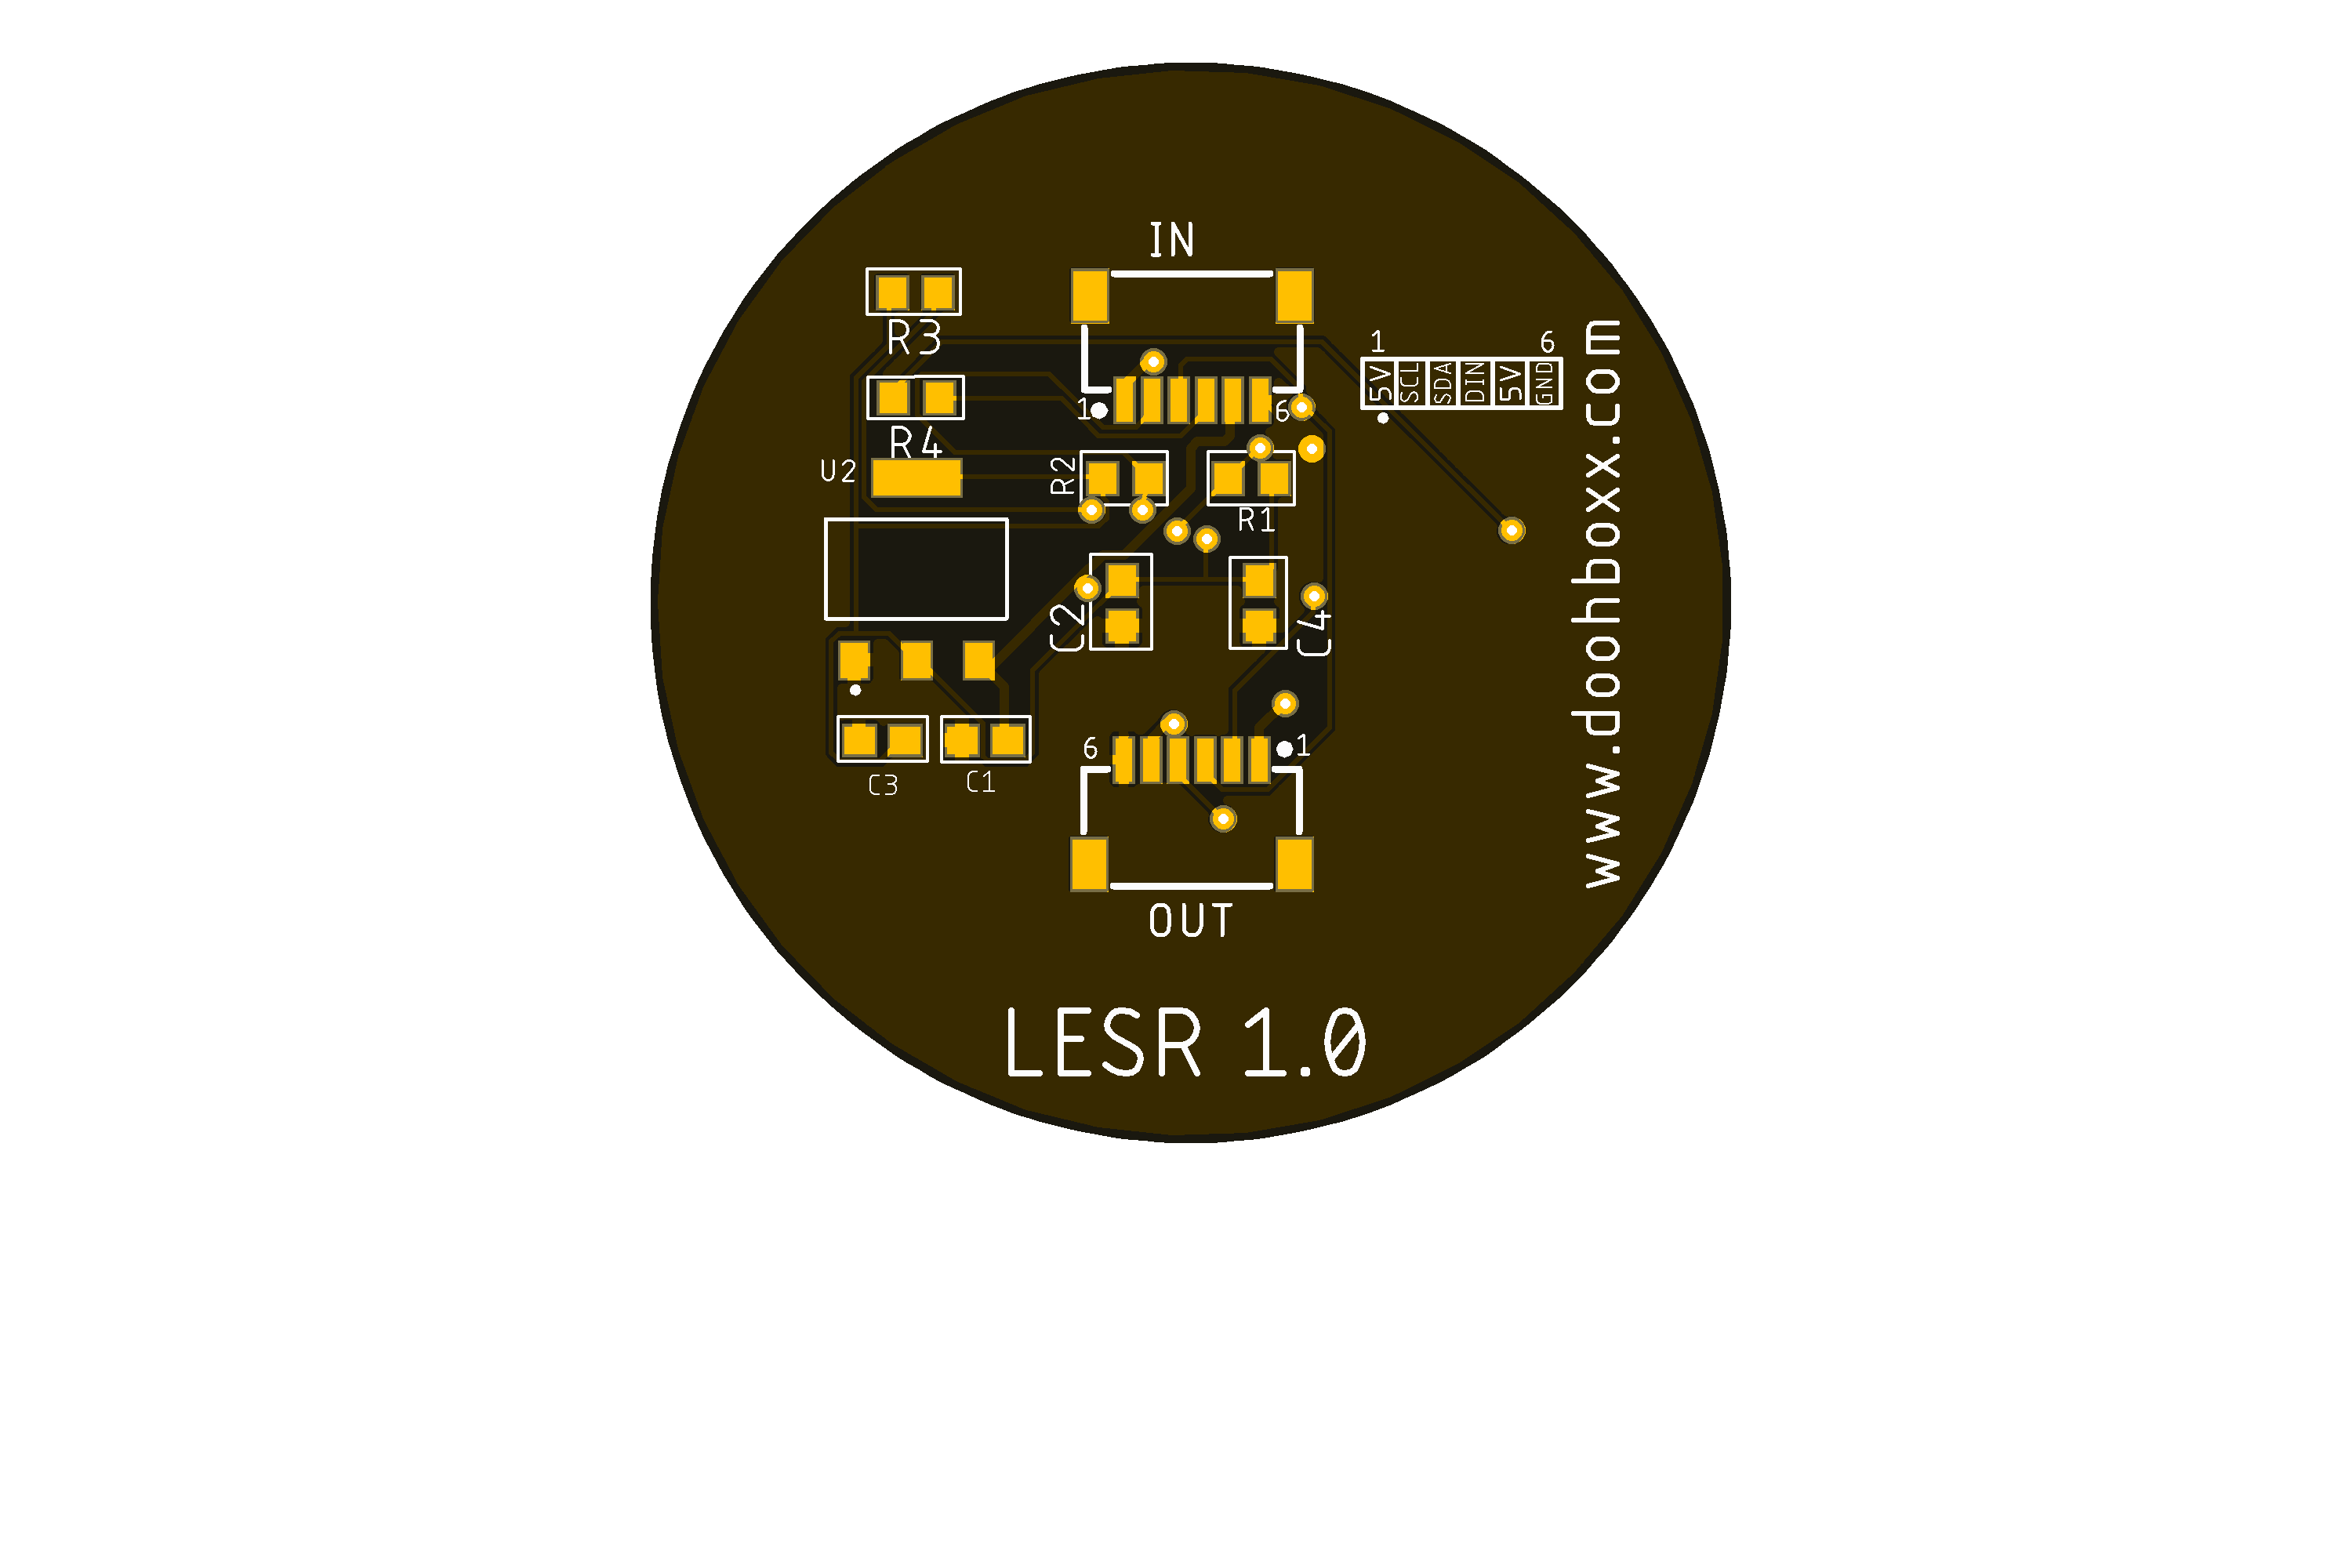 IN
R3
1 6
5V SCL SDA DIN 5V GND
1 6
R4
U2
R2
R1
C2
C4
6 1
C3
C1
OUT
www.doohboxx.com
LESR 1.0